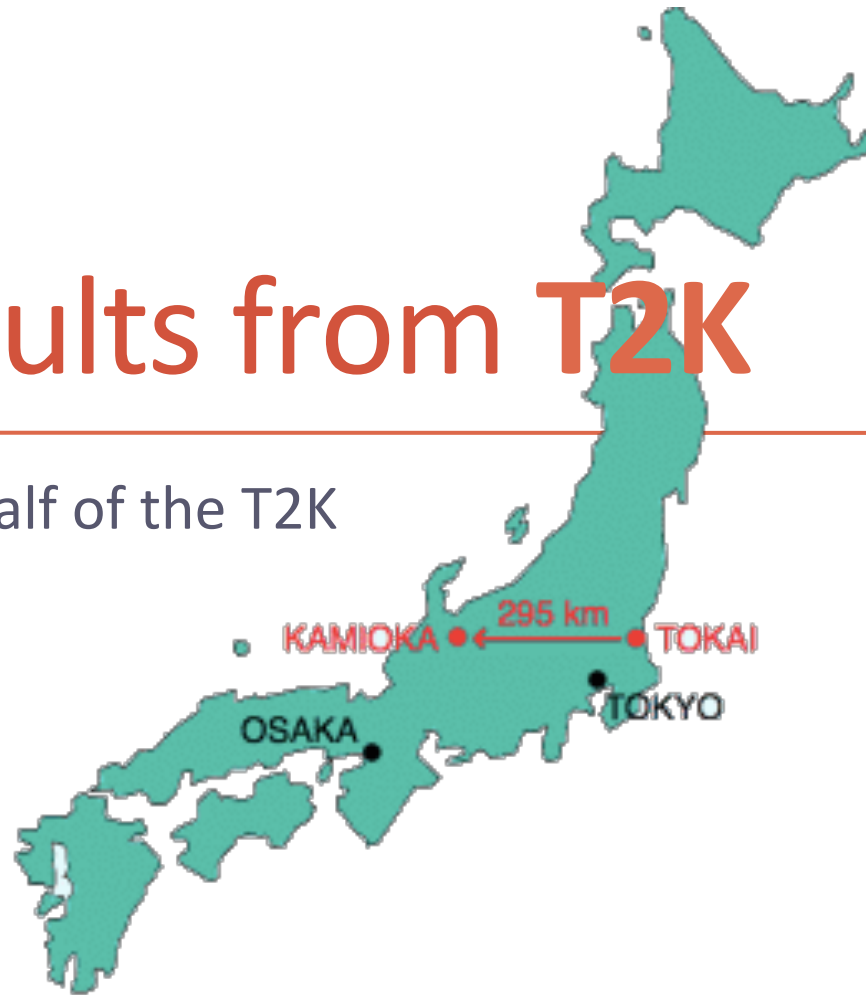 ults from T2K
alf of the T2K
295 km
KAMIOKA TOKAI
TOKYO
OSAKA